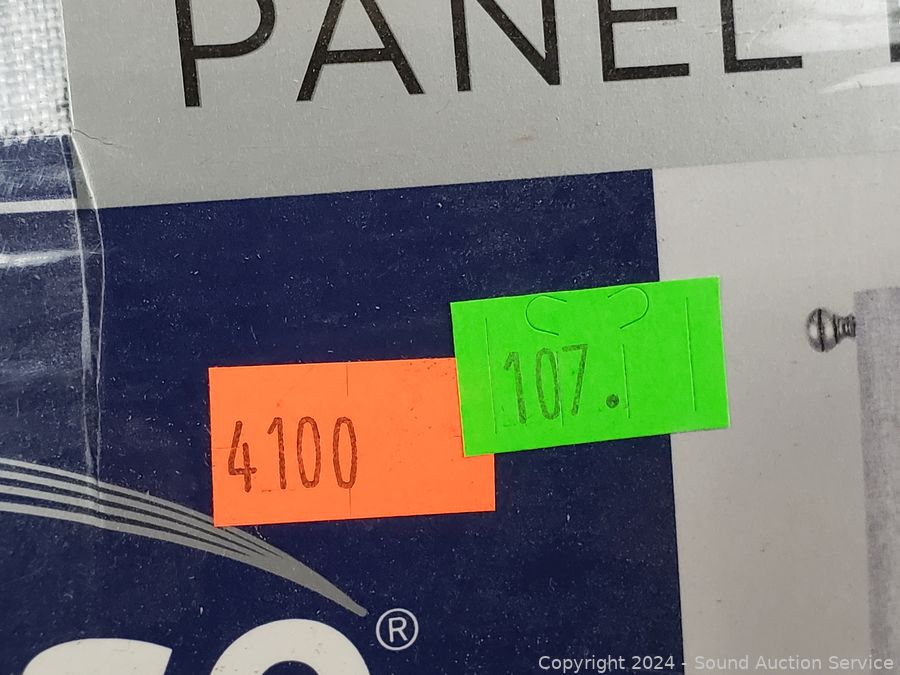 PANEL
107.
4100
®
Copyright 2024 - Sound Auction Service